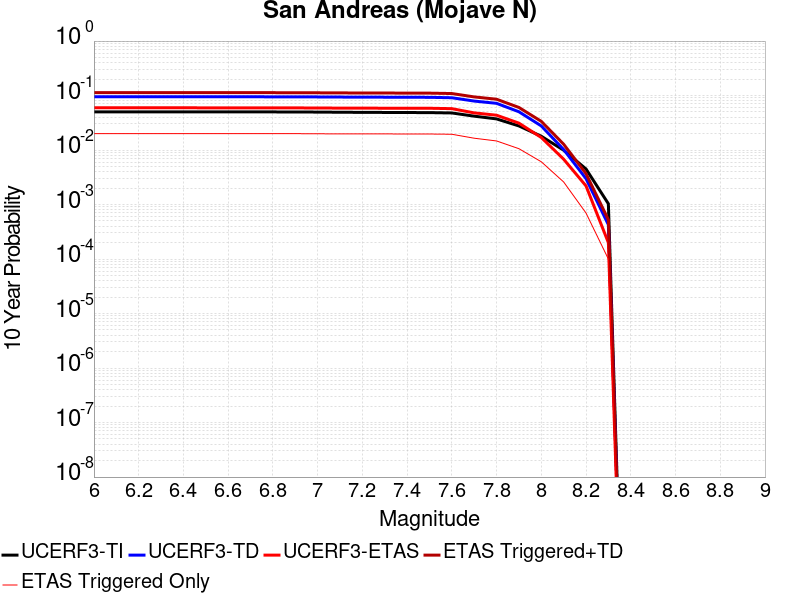 San Andreas (Mojave N)
10 Year Probability
10^0
10^-1
10^-2
10^-3
10^-4
10^-5
10^-6
10^-7
10^-8
6 6.2 6.4 6.6 6.8 7 7.2 7.4 7.6 7.8 8 8.2 8.4 8.6 8.8 9
Magnitude
UCERF3-TI UCERF3-TD UCERF3-ETAS ETAS Triggered+TD
ETAS Triggered Only